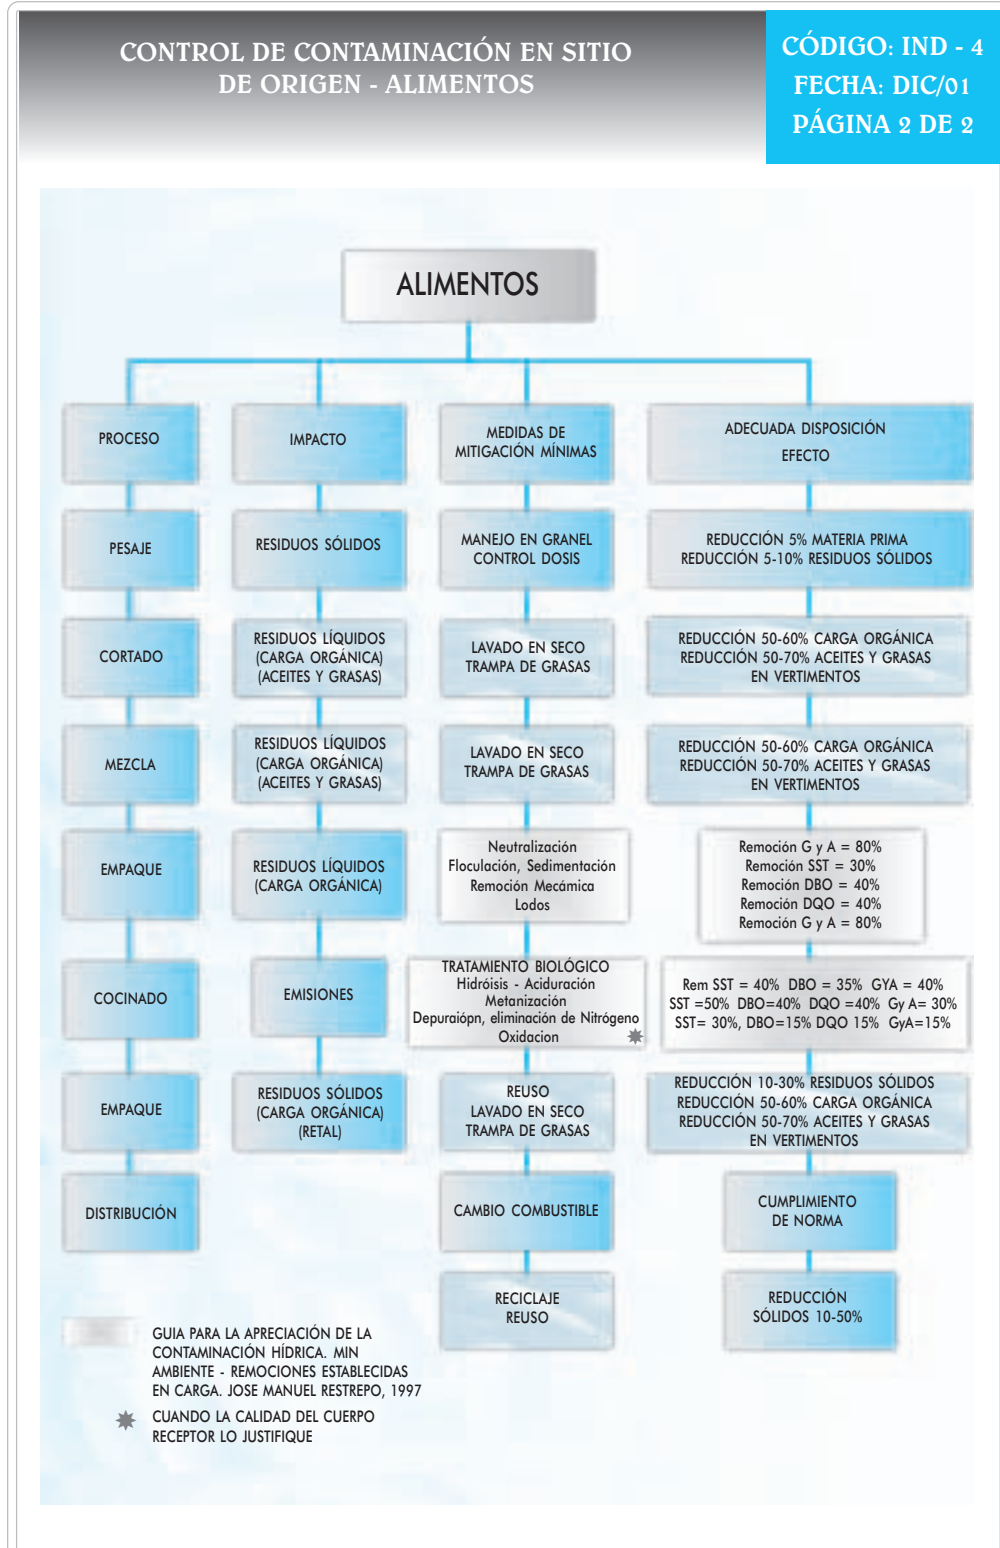 CONTROL DE CONTAMINACIÓN EN SITIO
DE ORIGEN - ALIMENTOS
CÓDIGO: IND - 4
FECHA: DIC/01
PÁGINA 2 DE 2
ALIMENTOS
PROCESO
IMPACTO
MEDIDAS DE
MITIGACIÓN MÍNIMAS
ADECUADA DISPOSICIÓN
EFECTO
PESAJE
RESIDUOS SÓLIDOS
MANEJO EN GRANEL
CONTROL DOSIS
REDUCCIÓN 5% MATERIA PRIMA
REDUCCIÓN 5-10% RESIDUOS SÓLIDOS
CORTADO
RESIDUOS LÍQUIDOS
(CARGA ORGÁNICA)
(ACEITES Y GRASAS)
LAVADO EN SECO
TRAMPA DE GRASAS
REDUCCIÓN 50-60% CARGA ORGÁNICA
REDUCCIÓN 50-70% ACEITES Y GRASAS
EN VERTIMENTOS
MEZCLA
RESIDUOS LÍQUIDOS
(CARGA ORGÁNICA)
(ACEITES Y GRASAS)
LAVADO EN SECO
TRAMPA DE GRASAS
REDUCCIÓN 50-60% CARGA ORGÁNICA
REDUCCIÓN 50-70% ACEITES Y GRASAS
EN VERTIMENTOS
EMPAQUE
RESIDUOS LÍQUIDOS
(CARGA ORGÁNICA)
Neutralización
Floculación, Sedimentación
Remoción Mecámica
Lodos
Remoción G y A = 80%
Remoción SST = 30%
Remoción DBO = 40%
Remoción DQO = 40%
Remoción G y A = 80%
COCINADO
EMISIONES
TRATAMIENTO BIOLÓGICO
Hidróisis - Aciduración
Metanización
Depuraiópn, eliminación de Nitrógeno
Oxidacion
Rem SST = 40% DBO = 35% GYA = 40%
SST =50% DBO=40% DQO =40% Gy A= 30%
SST= 30%, DBO=15% DQO 15% GyA=15%
EMPAQUE
RESIDUOS SÓLIDOS
(CARGA ORGÁNICA)
(RETAL)
REUSO
LAVADO EN SECO
TRAMPA DE GRASAS
REDUCCIÓN 10-30% RESIDUOS SÓLIDOS
REDUCCIÓN 50-60% CARGA ORGÁNICA
REDUCCIÓN 50-70% ACEITES Y GRASAS
EN VERTIMENTOS
DISTRIBUCIÓN
CAMBIO COMBUSTIBLE
CUMPLIMIENTO
DE NORMA
RECICLAJE
REUSO
REDUCCIÓN
SÓLIDOS 10-50%
GUIA PARA LA APRECIACIÓN DE LA
CONTAMINACIÓN HÍDRICA. MIN
AMBIENTE - REMOCIONES ESTABLECIDAS
EN CARGA. JOSE MANUEL RESTREPO, 1997
CUANDO LA CALIDAD DEL CUERPO
RECEPTOR LO JUSTIFIQUE